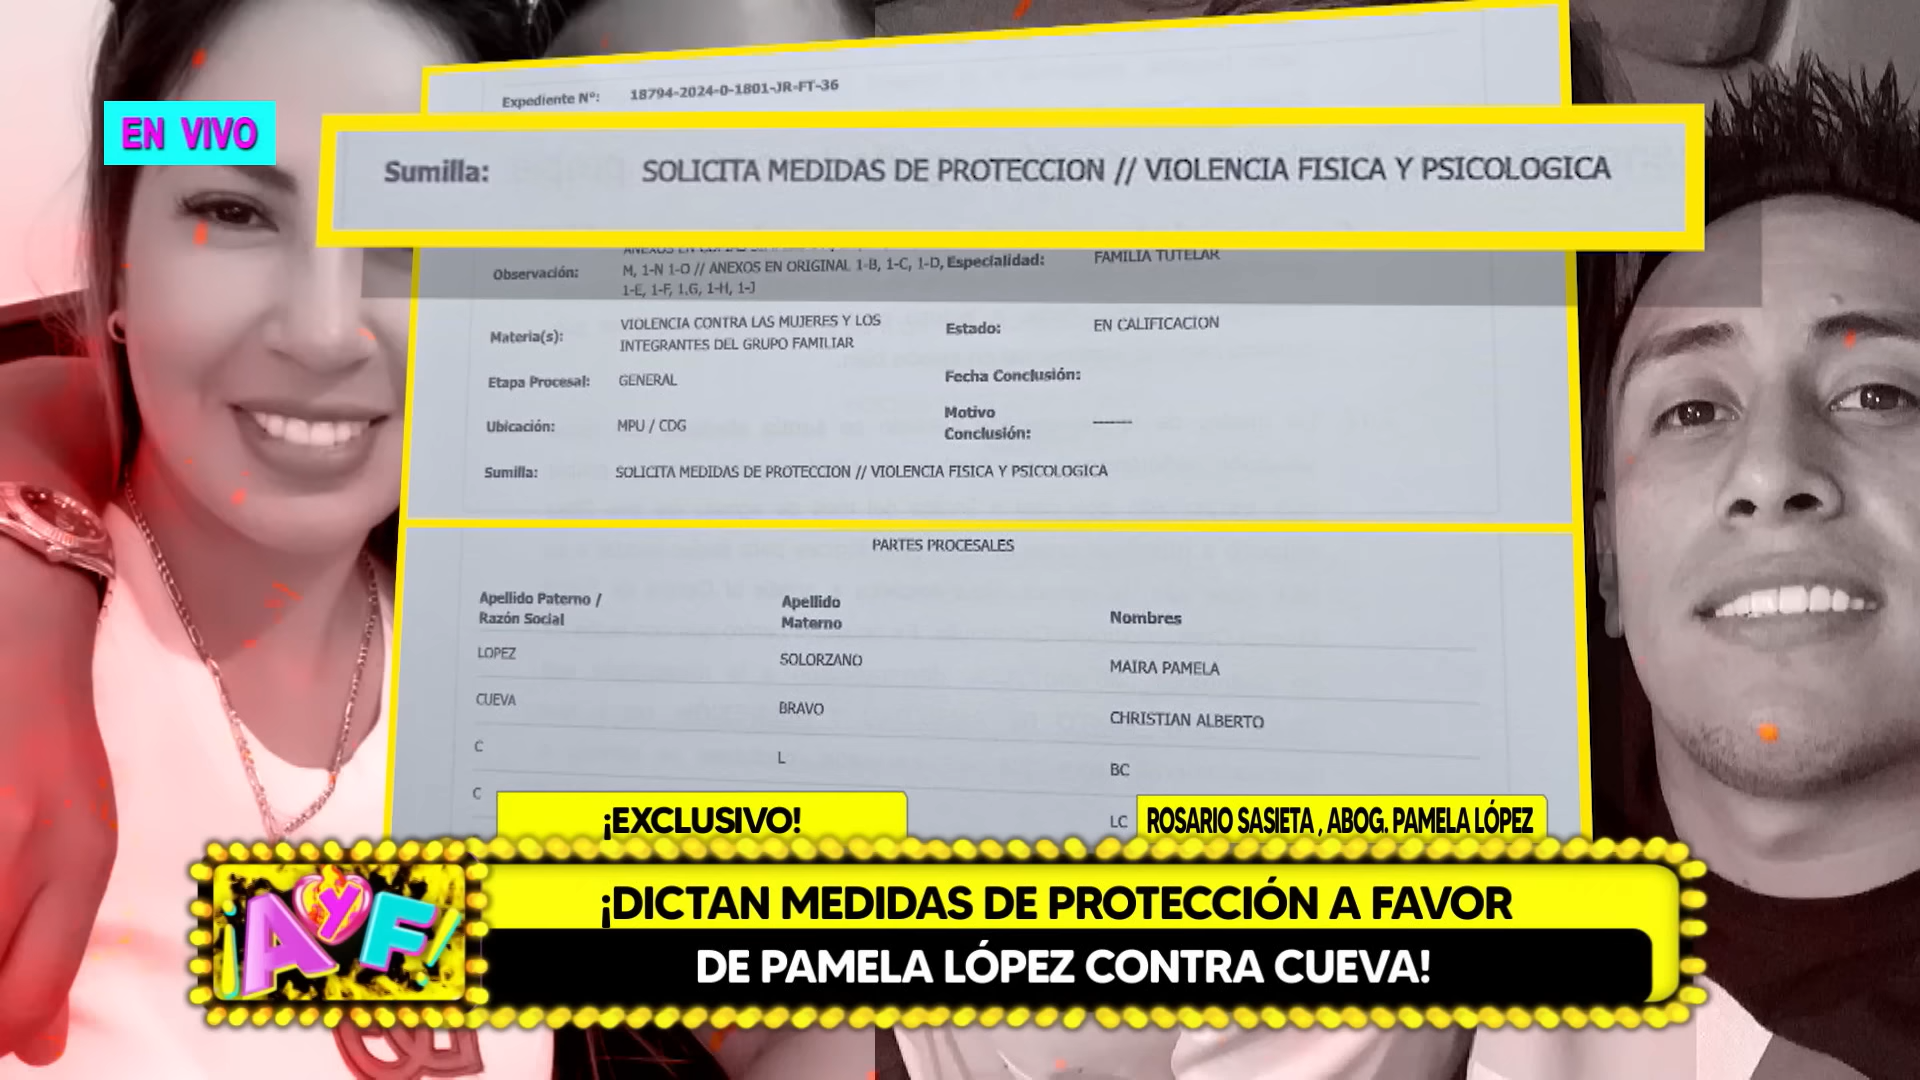 EN VIVO
Expediente N°: 18794-2024-0-1801-JR-FT-36
Sumilla: SOLICITA MEDIDAS DE PROTECCION // VIOLENCIA FISICA Y PSICOLOGICA
Observación: M, 1-N 1-O // ANEXOS EN ORIGINAL 1-B, 1-C, 1-D,
1-E, 1-F, 1.G, 1-H, 1-J
Especialidad: FAMILIA TUTELAR
Materia(s): VIOLENCIA CONTRA LAS MUJERES Y LOS
INTEGRANTES DEL GRUPO FAMILIAR
Estado: EN CALIFICACION
Etapa Procesal: GENERAL
Fecha Conclusión:
Ubicación: MPU / CDG
Motivo
Conclusión: -------
Sumilla: SOLICITA MEDIDAS DE PROTECCION // VIOLENCIA FISICA Y PSICOLOGICA
PARTES PROCESALES
Apellido Paterno /
Razón Social
Apellido
Materno
Nombres
LOPEZ SOLORZANO MAIRA PAMELA
CUEVA BRAVO CHRISTIAN ALBERTO
C L BC
C LC
¡EXCLUSIVO!
ROSARIO SASIETA , ABOG. PAMELA LÓPEZ
¡AYF!
¡DICTAN MEDIDAS DE PROTECCIÓN A FAVOR
DE PAMELA LÓPEZ CONTRA CUEVA!